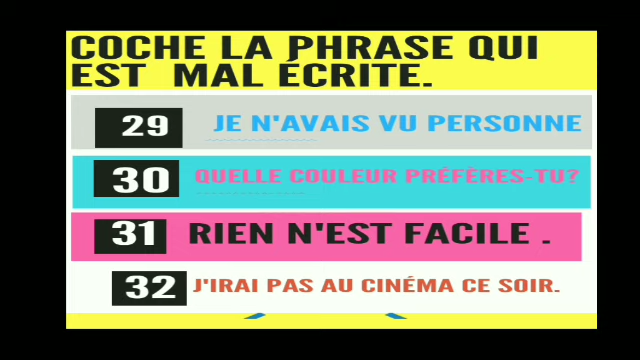 COCHE LA PHRASE QUI
EST MAL ÉCRITE.
29 JE N'AVAIS VU PERSONNE
30 QUELLE COULEUR PRÉFÈRES-TU?
31 RIEN N'EST FACILE .
32 J'IRAI PAS AU CINÉMA CE SOIR.